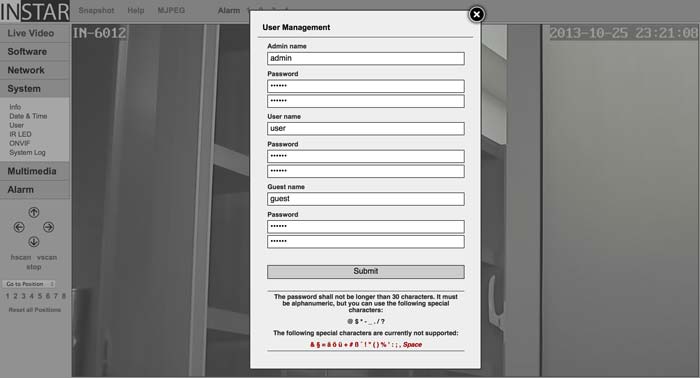 INSTAR
Snapshot Help MJPEG Alarm
Live Video
Software
Network
System
Info
Date & Time
User
IR LED
ONVIF
System Log
Multimedia
Alarm
hscan vscan
stop
Go to Position
1 2 3 4 5 6 7 8
Reset all Positions
IN-6012
2013-10-25 23:21:08
User Management
Admin name
admin
Password
••••••
••••••
User name
user
Password
••••••
••••••
Guest name
guest
Password
••••••
••••••
Submit
The password shall not be longer than 30 characters. It must
be alphanumeric, but you can use the following special
characters:
@ $ * - _ . / ?
The following special characters are currently not supported:
& § = ä ö ü + # ß ` ! " ( ) % ' : ; , Space